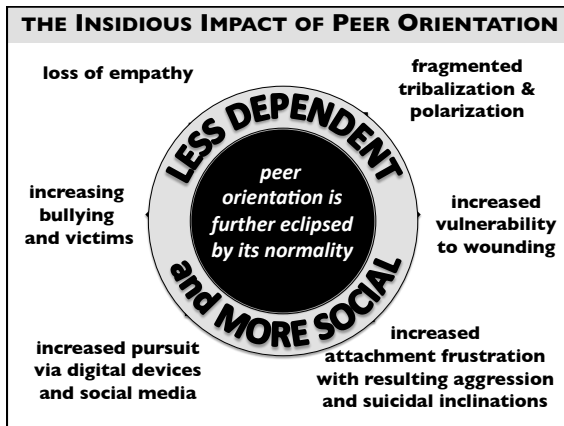 THE INSIDIOUS IMPACT OF PEER ORIENTATION
loss of empathy
fragmented
tribalization &
polarization
LESS DEPENDENT
peer
orientation is
further eclipsed
by its normality
and MORE SOCIAL
increasing
bullying
and victims
increased
vulnerability
to wounding
increased pursuit
via digital devices
and social media
increased
attachment frustration
with resulting aggression
and suicidal inclinations